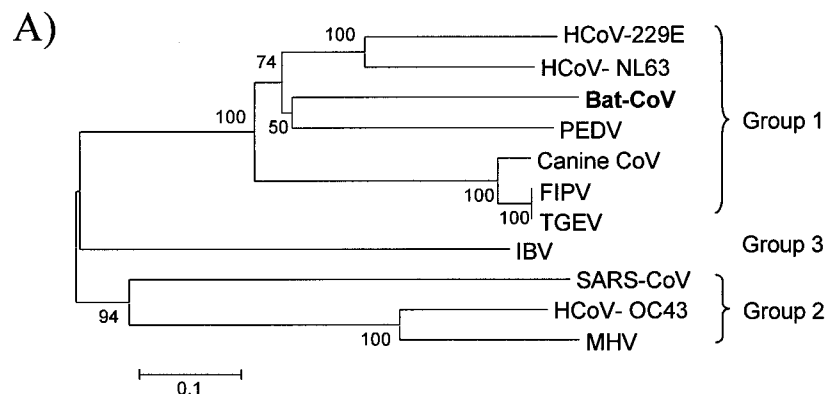 A)
100
HCoV-229E
74
HCoV- NL63
Bat-CoV
100
Group 1
50
PEDV
Canine CoV
100
FIPV
100
TGEV
IBV
Group 3
SARS-CoV
94
HCoV- OC43
Group 2
100
MHV
0.1